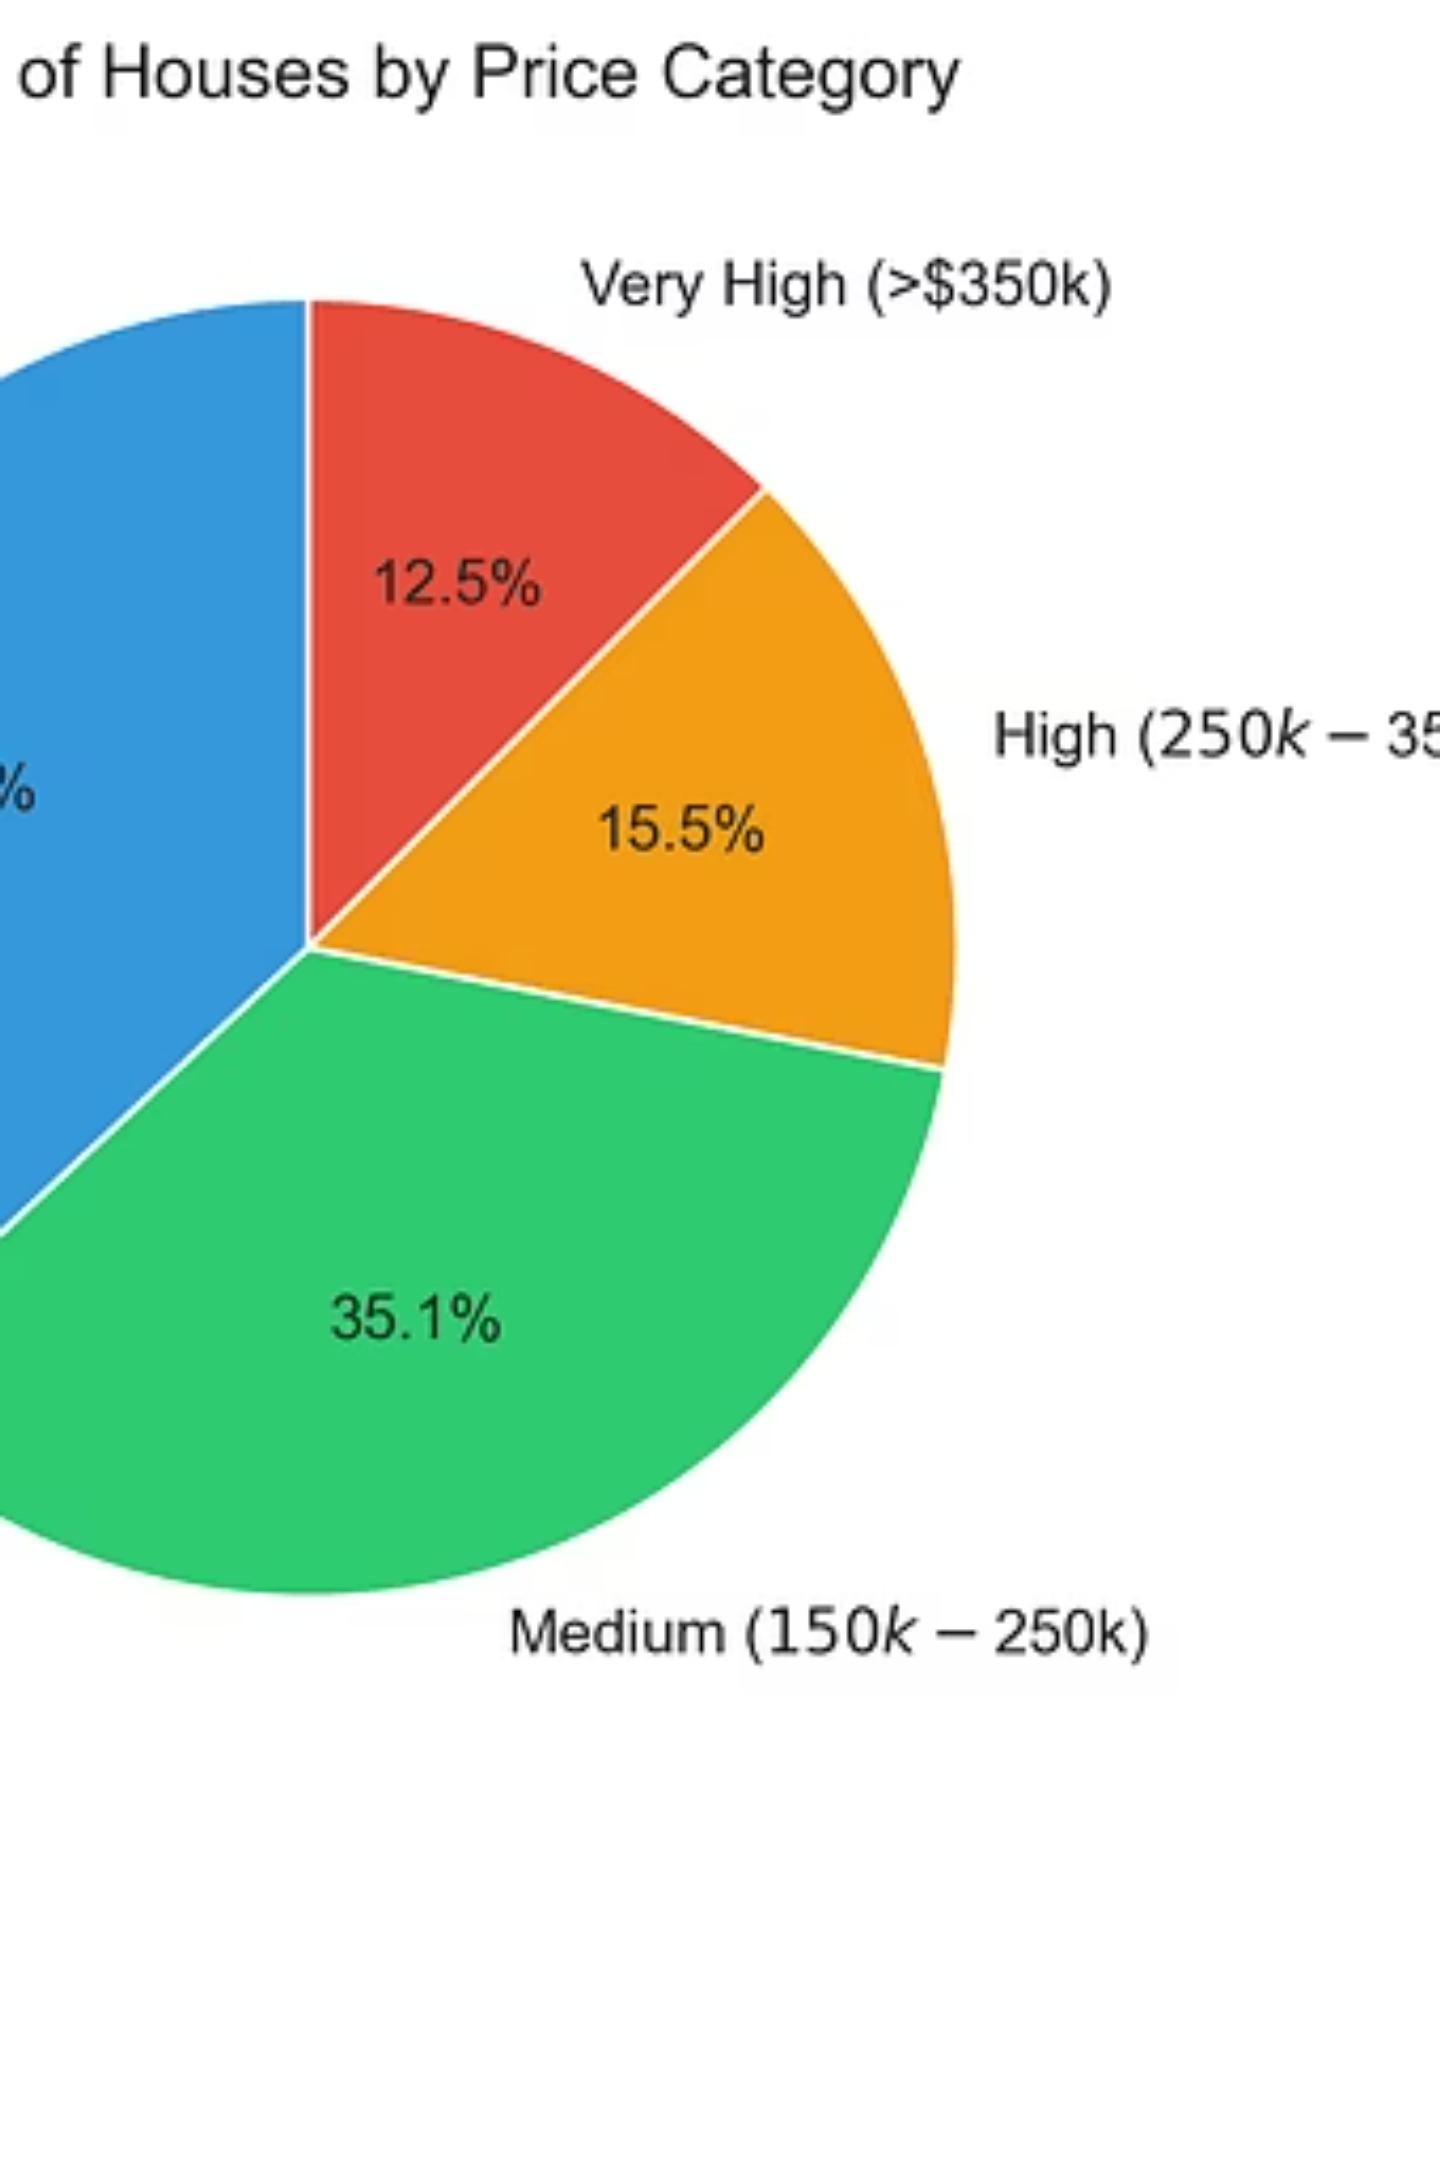 of Houses by Price Category
Very High (>$350k)
12.5%
High (250k − 35
%
15.5%
35.1%
Medium (150k − 250k)